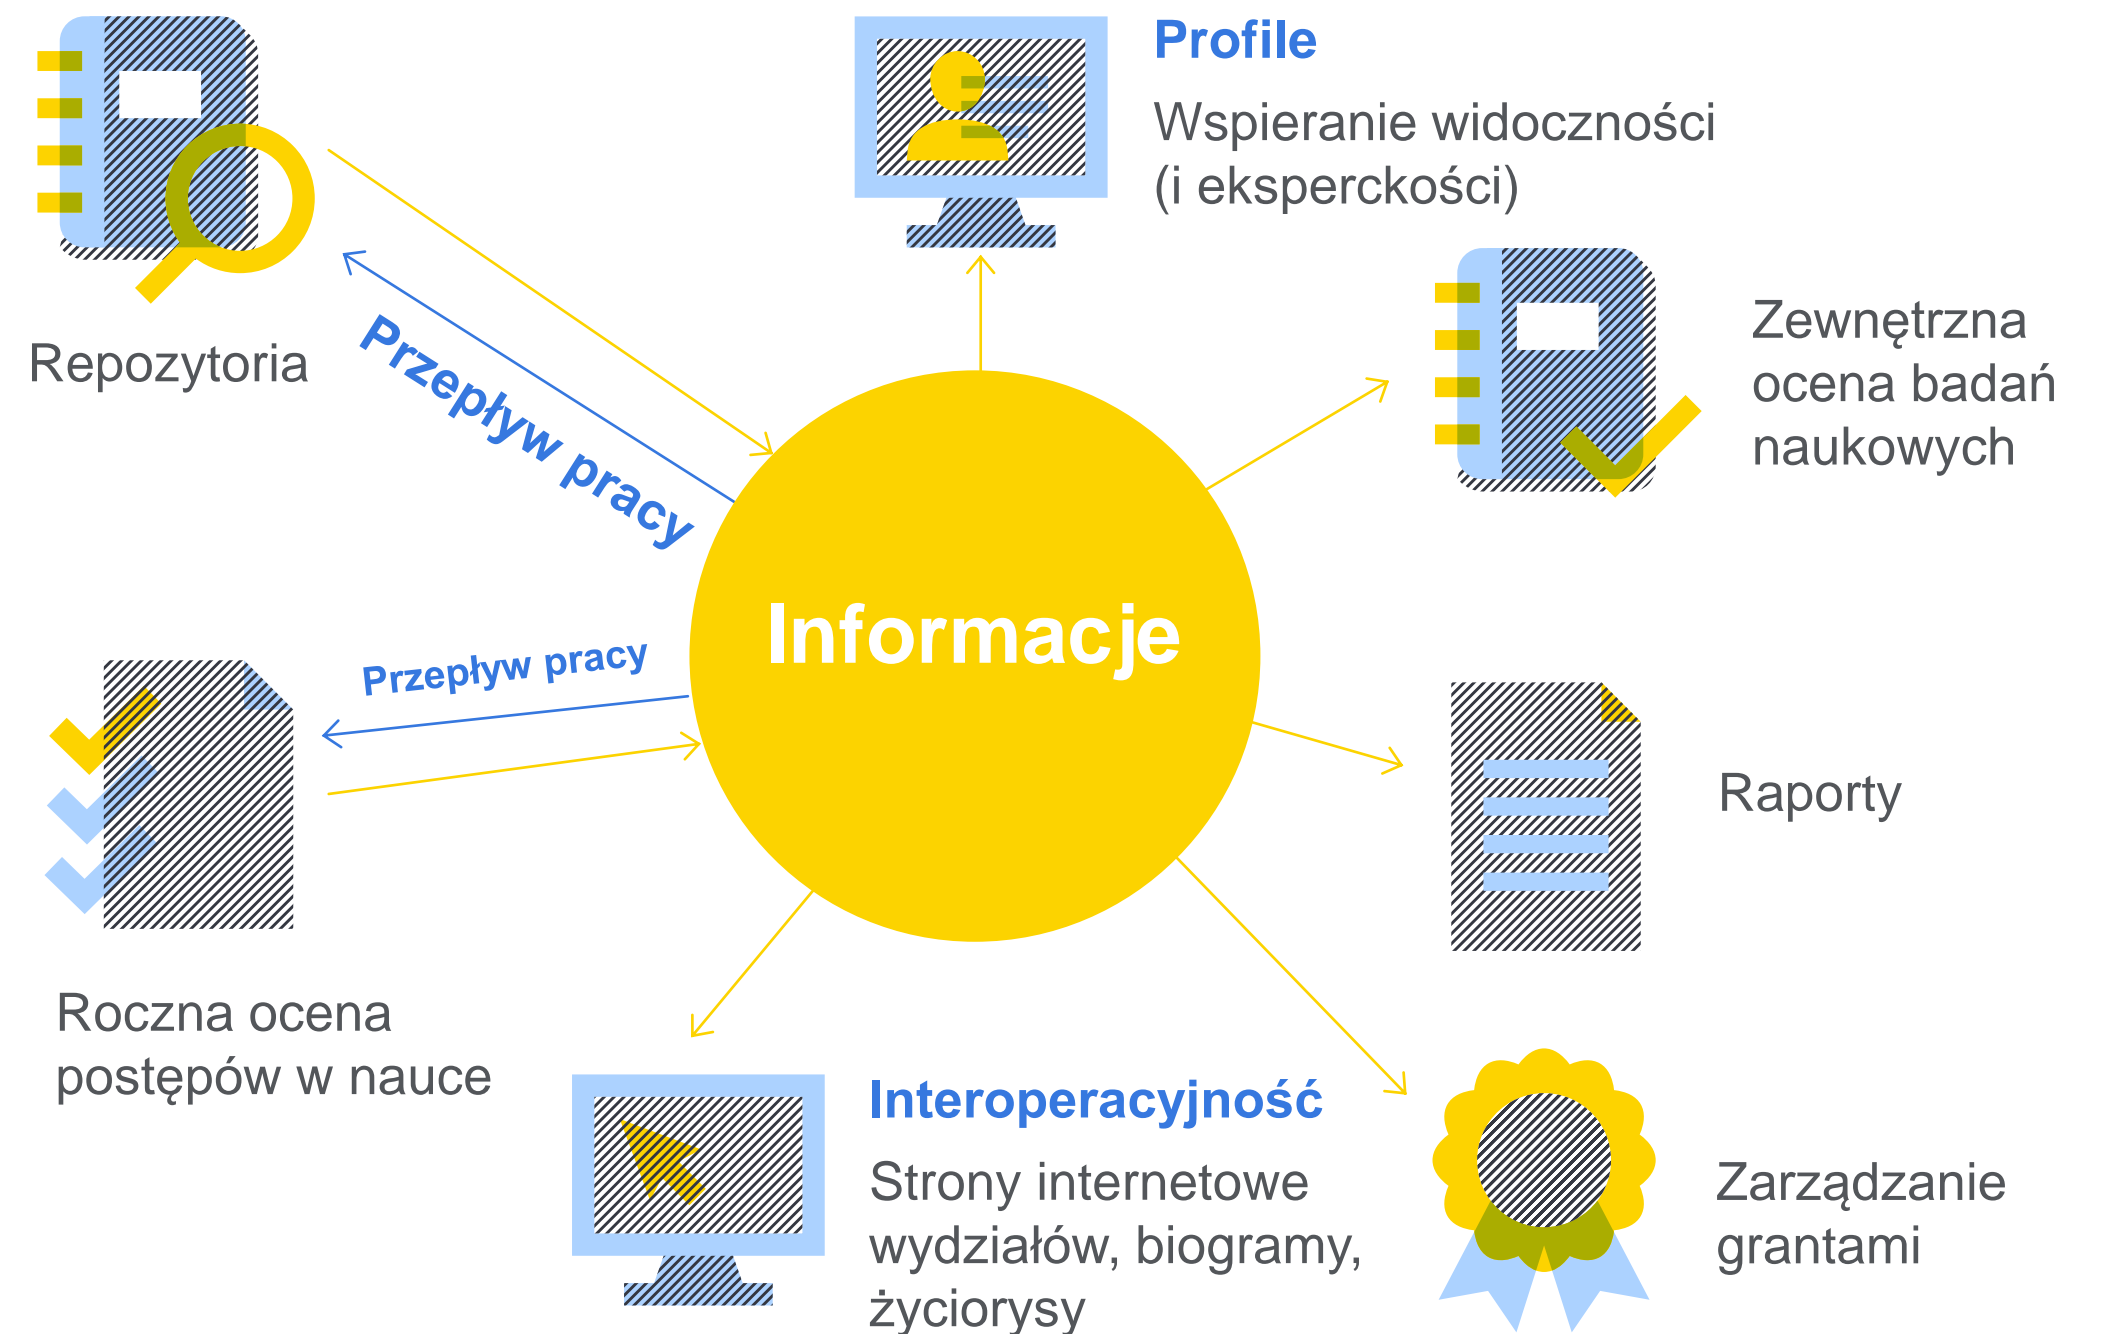 Profile
Wspieranie widoczności
(i eksperckości)
Repozytoria
Przepływ pracy
Zewnętrzna
ocena badań
naukowych
Informacje
Przepływ pracy
Raporty
Roczna ocena
postępów w nauce
Interoperacyjność
Strony internetowe
wydziałów, biogramy,
życiorysy
Zarządzanie
grantami